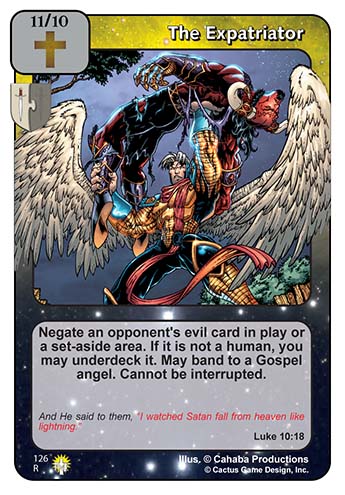 11/10
The Expatriator
Negate an opponent's evil card in play or
a set-aside area. If it is not a human, you
may underdeck it. May band to a Gospel
angel. Cannot be interrupted.
And He said to them, "I watched Satan fall from heaven like
lightning."
Luke 10:18
126
R
Illus. © Cahaba Productions
© Cactus Game Design, Inc.